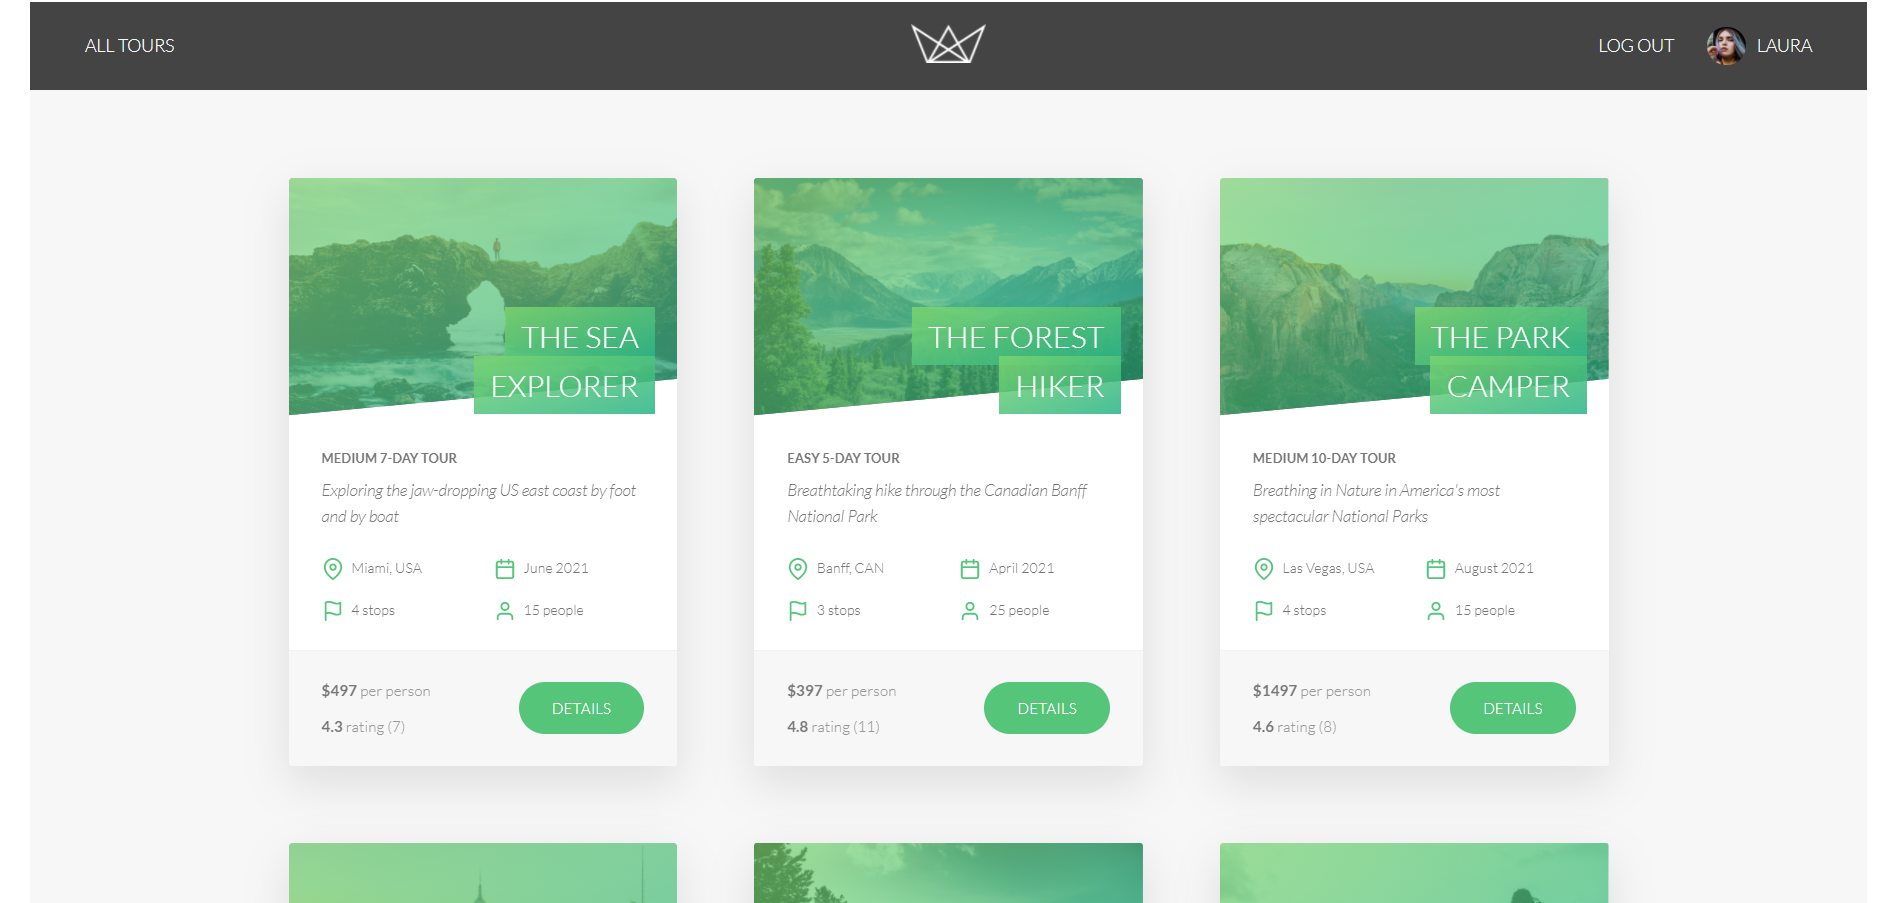 ALL TOURS
LOG OUT
LAURA
THE SEA
EXPLORER
MEDIUM 7-DAY TOUR
Exploring the jaw-dropping US east coast by foot
and by boat
Miami, USA
June 2021
4 stops
15 people
$497 per person
4.3 rating (7)
DETAILS
THE FOREST
HIKER
EASY 5-DAY TOUR
Breathtaking hike through the Canadian Banff
National Park
Banff, CAN
April 2021
3 stops
25 people
$397 per person
4.8 rating (11)
DETAILS
THE PARK
CAMPER
MEDIUM 10-DAY TOUR
Breathing in Nature in America's most
spectacular National Parks
Las Vegas, USA
August 2021
4 stops
15 people
$1497 per person
4.6 rating (8)
DETAILS